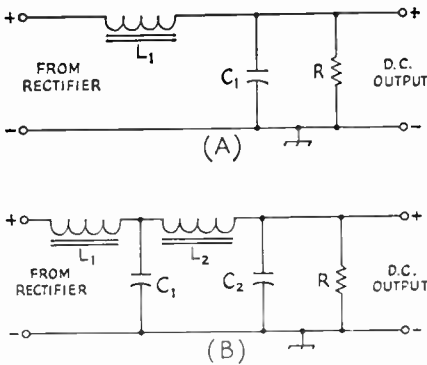 + L₁ +
FROM
RECTIFIER
C₁
R
D.C.
OUTPUT
- -
(A)
+ L₁ L₂ +
FROM
RECTIFIER
C₁
C₂
R
D.C.
OUTPUT
- -
(B)